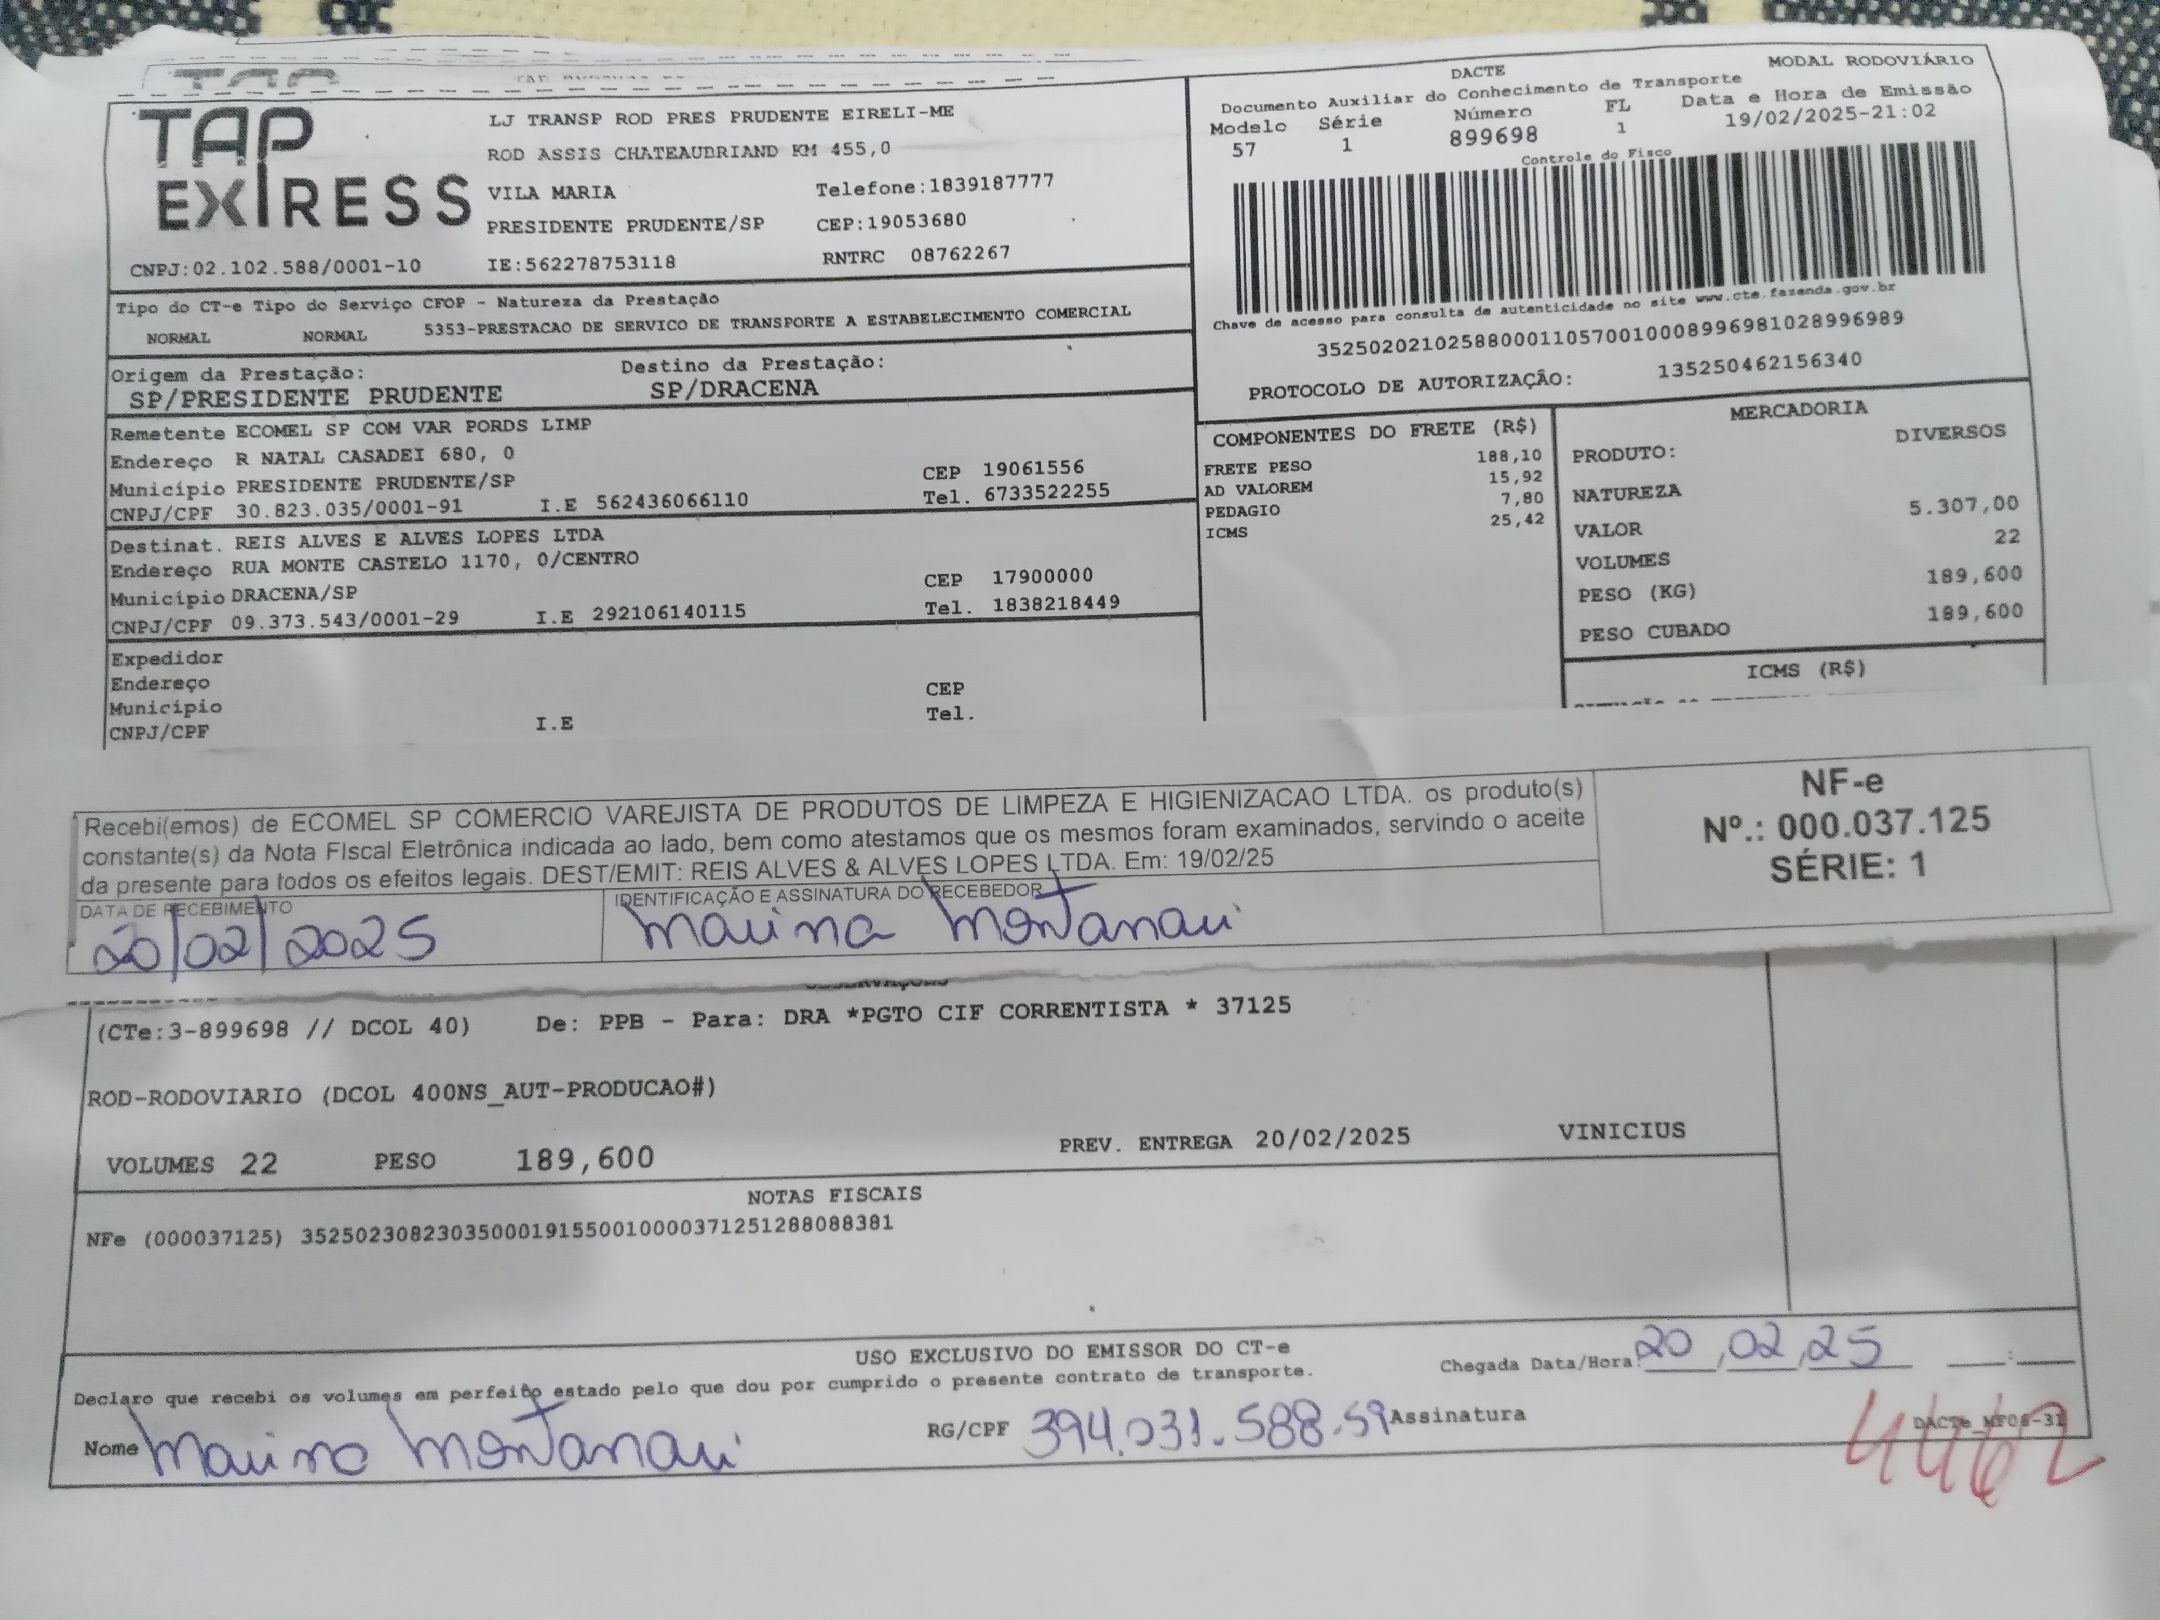 TAP EXPRESS
LJ TRANSP ROD PRES PRUDENTE EIRELI-ME
ROD ASSIS CHATEAUBRIAND KM 455,0
VILA MARIA Telefone:1839187777
PRESIDENTE PRUDENTE/SP CEP:19053680
CNPJ:02.102.588/0001-10 IE:562278753118 RNTRC 08762267
DACTE MODAL RODOVIÁRIO
Documento Auxiliar do Conhecimento de Transporte
Modelo Série Número FL Data e Hora de Emissão
57 1 899698 1 19/02/2025-21:02
Controle do Fisco
Chave de acesso para consulta de autenticidade no site www.cte.fazenda.gov.br
35250202102588000110570010008996981028996989
PROTOCOLO DE AUTORIZAÇÃO: 135250462156340
Tipo do CT-e Tipo do Serviço CFOP - Natureza da Prestação
NORMAL NORMAL 5353-PRESTACAO DE SERVICO DE TRANSPORTE A ESTABELECIMENTO COMERCIAL
Origem da Prestação: Destino da Prestação:
SP/PRESIDENTE PRUDENTE SP/DRACENA
Remetente ECOMEL SP COM VAR PORDS LIMP
Endereço R NATAL CASADEI 680, 0
Município PRESIDENTE PRUDENTE/SP CEP 19061556
CNPJ/CPF 30.823.035/0001-91 I.E 562436066110 Tel. 6733522255
Destinat. REIS ALVES E ALVES LOPES LTDA
Endereço RUA MONTE CASTELO 1170, 0/CENTRO
Município DRACENA/SP CEP 17900000
CNPJ/CPF 09.373.543/0001-29 I.E 292106140115 Tel. 1838218449
Expedidor
Endereço
Município CEP
CNPJ/CPF I.E Tel.
COMPONENTES DO FRETE (R$)
FRETE PESO 188,10
AD VALOREM 15,92
PEDAGIO 7,80
ICMS 25,42
MERCADORIA
PRODUTO: DIVERSOS
NATUREZA
VALOR 5.307,00
VOLUMES 22
PESO (KG) 189,600
PESO CUBADO 189,600
ICMS (R$)
Recebi(emos) de ECOMEL SP COMERCIO VAREJISTA DE PRODUTOS DE LIMPEZA E HIGIENIZACAO LTDA. os produto(s)
constante(s) da Nota FIscal Eletrônica indicada ao lado, bem como atestamos que os mesmos foram examinados, servindo o aceite
da presente para todos os efeitos legais. DEST/EMIT: REIS ALVES & ALVES LOPES LTDA. Em: 19/02/25
DATA DE RECEBIMENTO IDENTIFICAÇÃO E ASSINATURA DO RECEBEDOR
20/02/2025 Marina Montanari
NF-e
Nº.: 000.037.125
SÉRIE: 1
(CTe:3-899698 // DCOL 40) De: PPB - Para: DRA *PGTO CIF CORRENTISTA * 37125
ROD-RODOVIARIO (DCOL 400NS_AUT-PRODUCAO#)
VOLUMES 22 PESO 189,600 PREV. ENTREGA 20/02/2025 VINICIUS
NOTAS FISCAIS
NFe (000037125) 35250230823035000191550010000371251288088381
USO EXCLUSIVO DO EMISSOR DO CT-e
Declaro que recebi os volumes em perfeito estado pelo que dou por cumprido o presente contrato de transporte.
Chegada Data/Hora: 20,02,25 :
Nome Marina Montanari RG/CPF 394.031.588.59 Assinatura